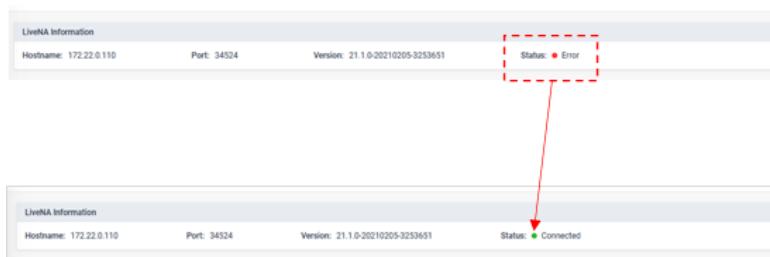 LiveNA Information
Hostname: 172.22.0.110 Port: 34524 Version: 21.1.0-20210205-3253651 Status: Error
LiveNA Information
Hostname: 172.22.0.110 Port: 34524 Version: 21.1.0-20210205-3253651 Status: Connected